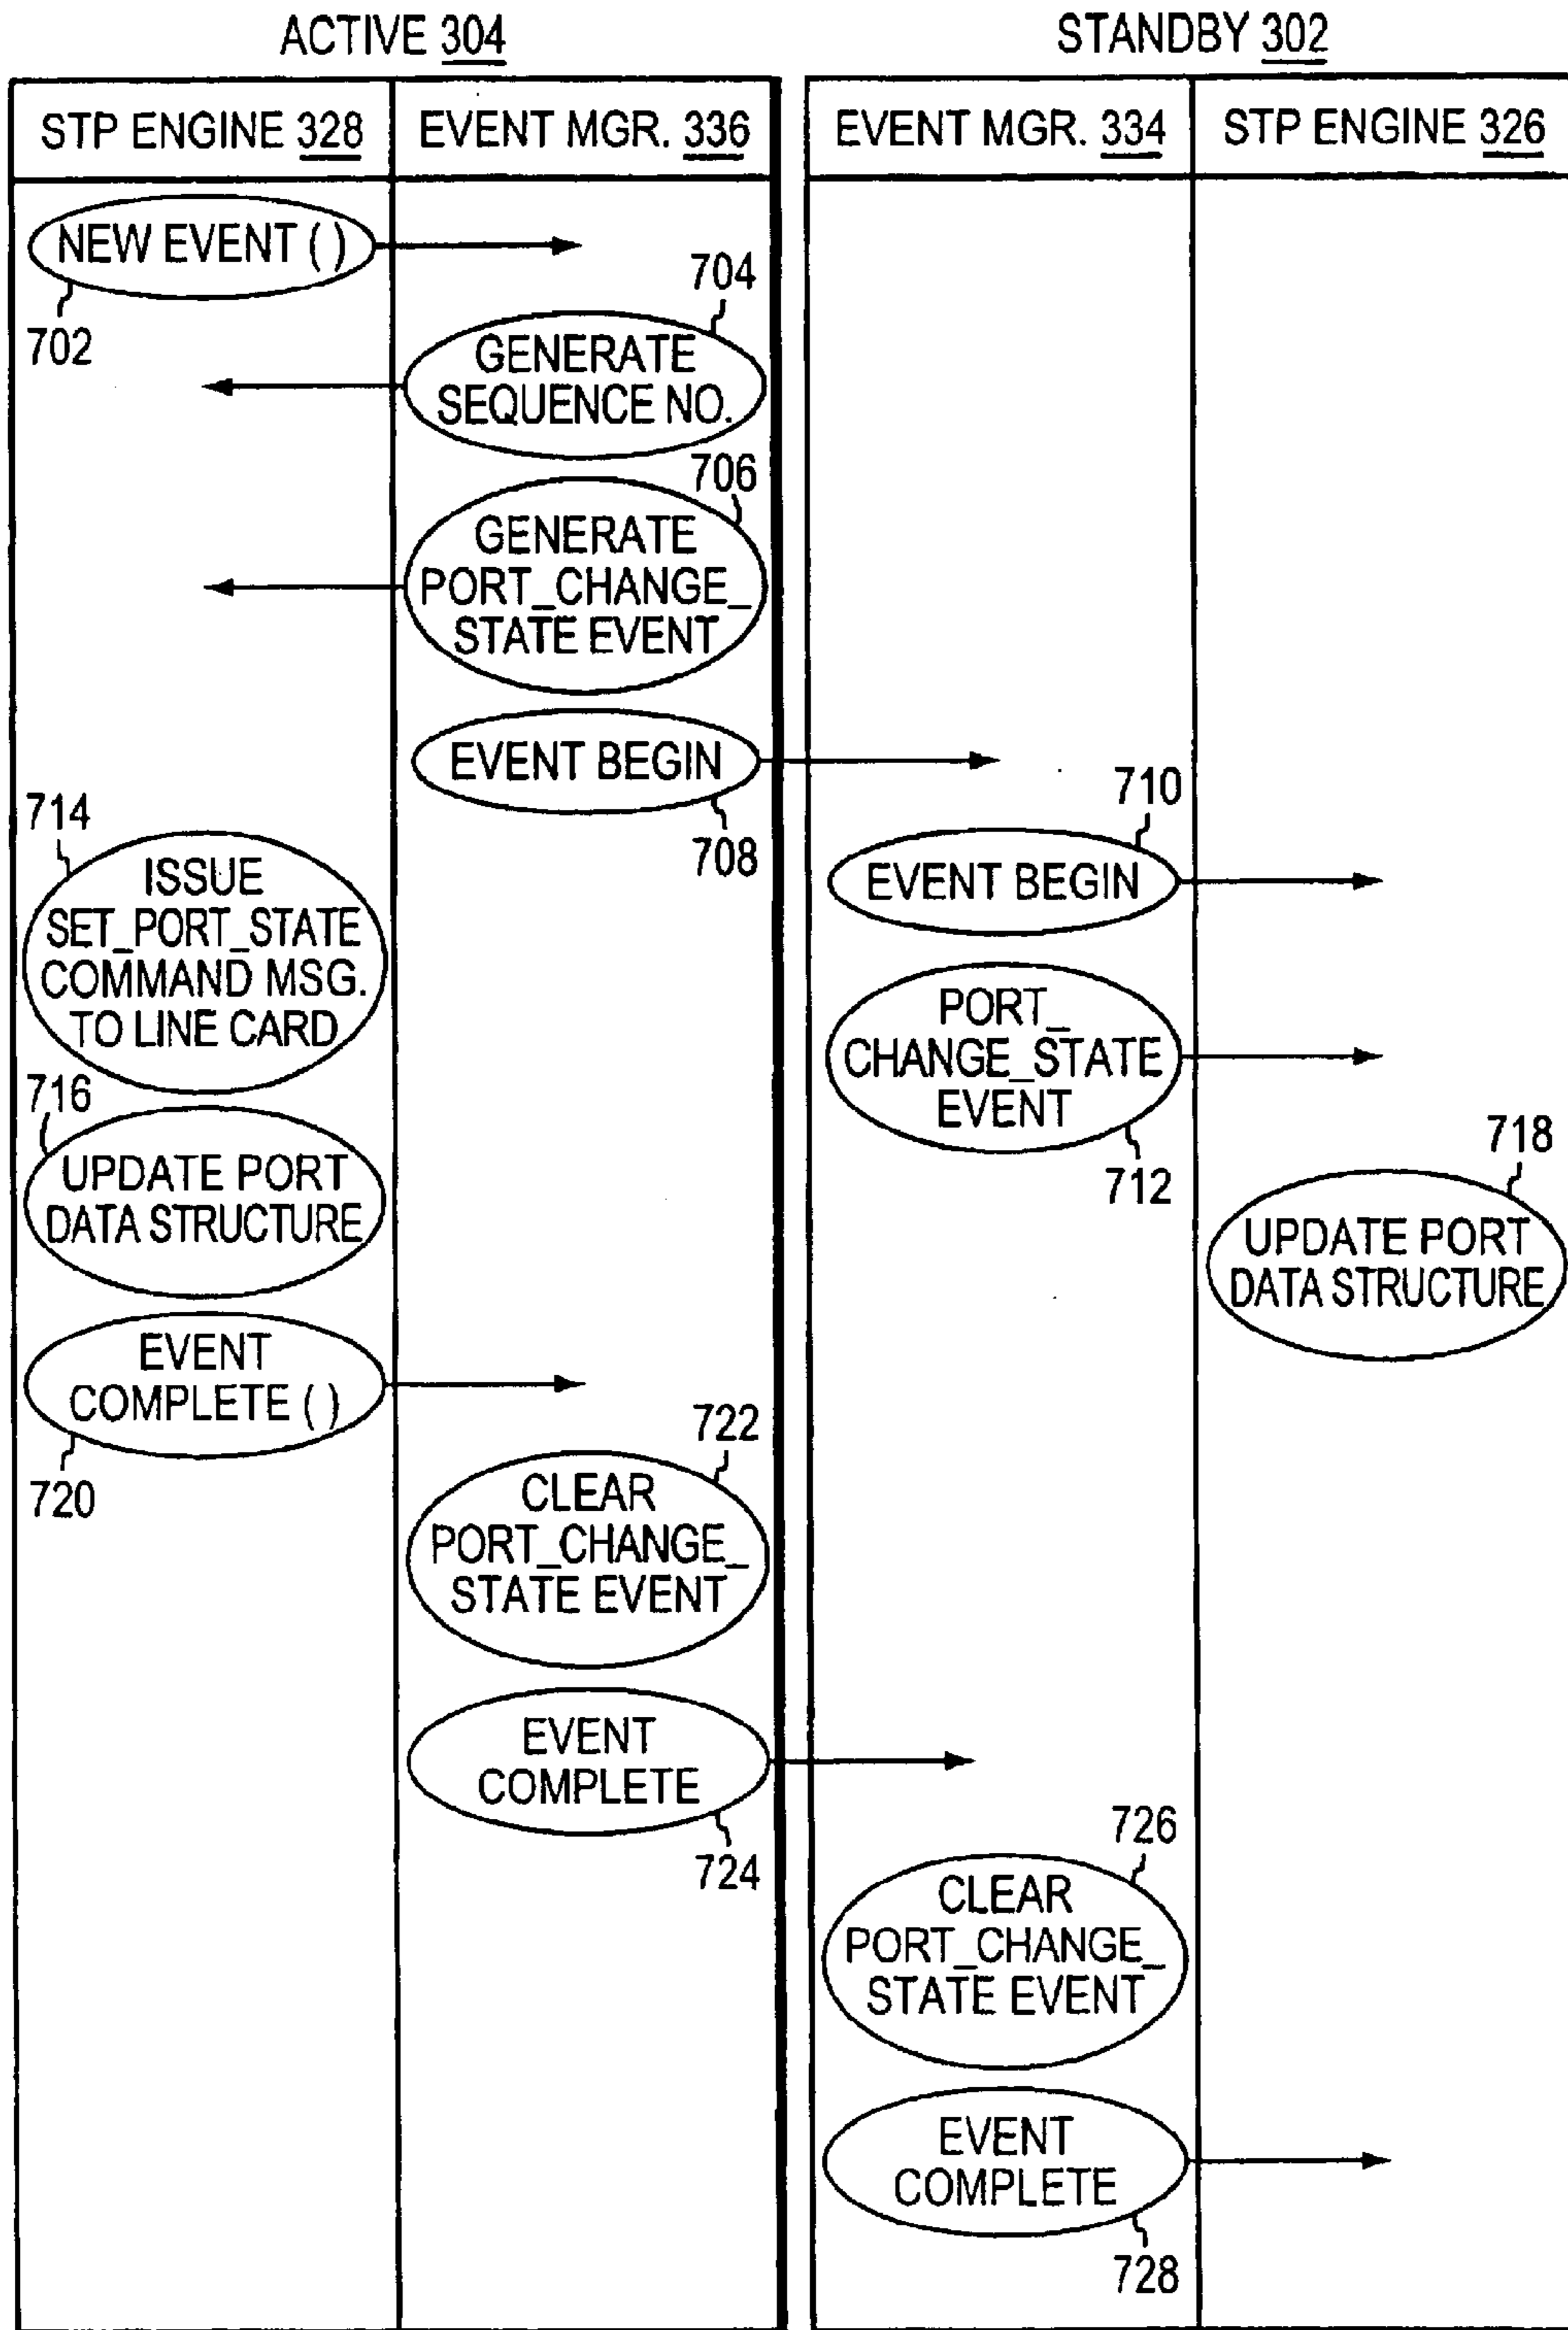 ACTIVE 304
STANDBY 302
STP ENGINE 328
EVENT MGR. 336
EVENT MGR. 334
STP ENGINE 326
NEW EVENT ( )
702
704
GENERATE
SEQUENCE NO.
706
GENERATE
PORT_CHANGE_
STATE EVENT
EVENT BEGIN
708
710
EVENT BEGIN
714
ISSUE
SET_PORT_STATE
COMMAND MSG.
TO LINE CARD
PORT_
CHANGE_STATE
EVENT
712
716
UPDATE PORT
DATA STRUCTURE
718
UPDATE PORT
DATA STRUCTURE
EVENT
COMPLETE ( )
720
722
CLEAR
PORT_CHANGE_
STATE EVENT
EVENT
COMPLETE
724
726
CLEAR
PORT_CHANGE_
STATE EVENT
EVENT
COMPLETE
728